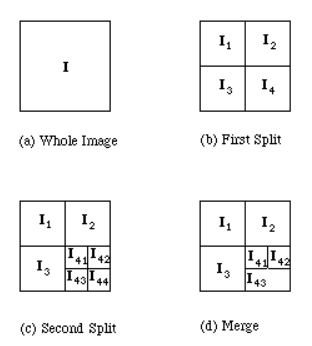 I
I₁ I₂
I₃ I₄
(a) Whole Image
(b) First Split
I₁ I₂
I₃ I₄₁ I₄₂
I₄₃ I₄₄
I₁ I₂
I₃ I₄₁ I₄₂
I₄₃
(c) Second Split
(d) Merge